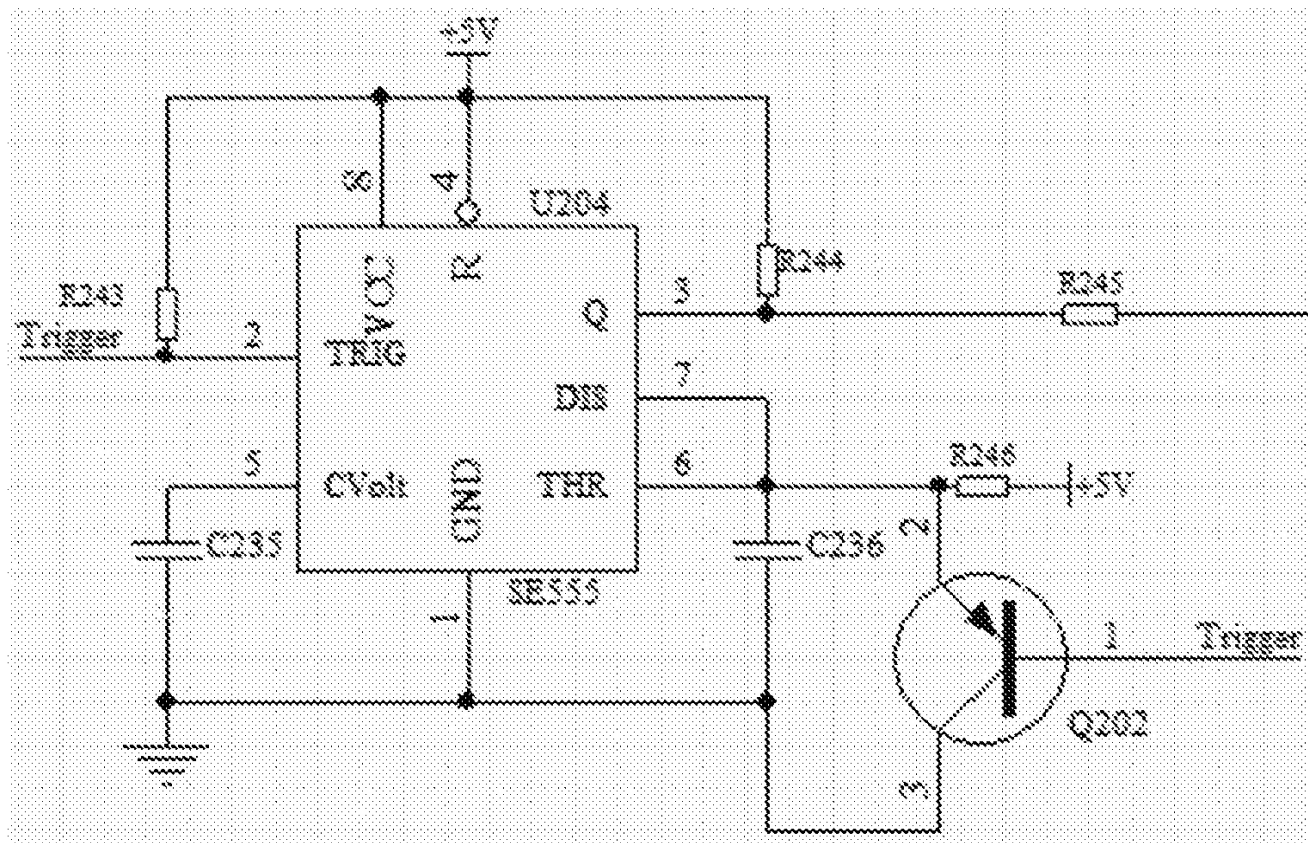 +5V
8
4
U204
VCC
R
R243
R244
3
R245
Trigger
2
Q
TRIG
7
DIS
5
6
R246
CVolt
GND
THR
+5V
2
C235
C236
SE555
1
1
Trigger
Q202
3